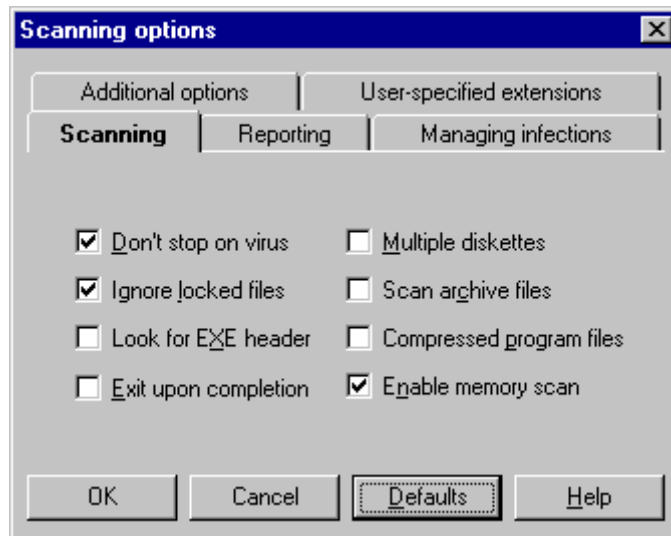 Scanning options
Additional options User-specified extensions
Scanning Reporting Managing infections
Don't stop on virus Multiple diskettes
Ignore locked files Scan archive files
Look for EXE header Compressed program files
Exit upon completion Enable memory scan
OK Cancel Defaults Help